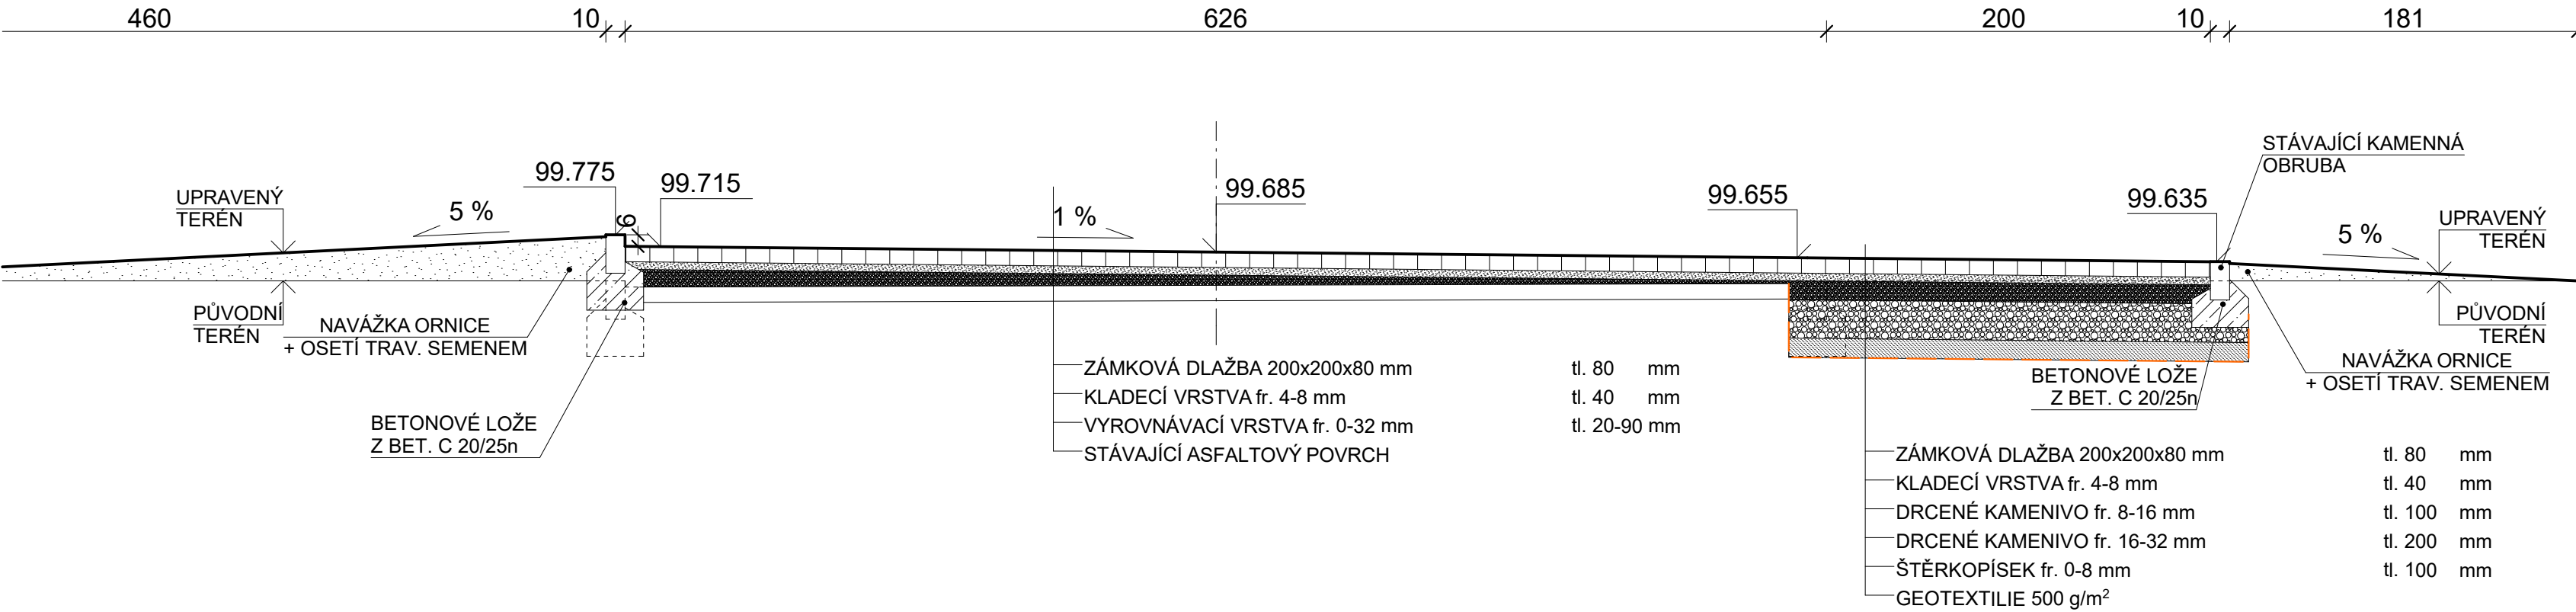 460
10
626
200
10
181
STÁVAJÍCÍ KAMENNÁ
OBRUBA
99.775
99.715
99.685
99.655
99.635
UPRAVENÝ
TERÉN
5 %
6
1 %
5 %
UPRAVENÝ
TERÉN
PŮVODNÍ
TERÉN
NAVÁŽKA ORNICE
+ OSETÍ TRAV. SEMENEM
BETONOVÉ LOŽE
Z BET. C 20/25n
ZÁMKOVÁ DLAŽBA 200x200x80 mm tl. 80 mm
KLADECÍ VRSTVA fr. 4-8 mm tl. 40 mm
VYROVNÁVACÍ VRSTVA fr. 0-32 mm tl. 20-90 mm
STÁVAJÍCÍ ASFALTOVÝ POVRCH
PŮVODNÍ
TERÉN
NAVÁŽKA ORNICE
+ OSETÍ TRAV. SEMENEM
BETONOVÉ LOŽE
Z BET. C 20/25n
ZÁMKOVÁ DLAŽBA 200x200x80 mm tl. 80 mm
KLADECÍ VRSTVA fr. 4-8 mm tl. 40 mm
DRCENÉ KAMENIVO fr. 8-16 mm tl. 100 mm
DRCENÉ KAMENIVO fr. 16-32 mm tl. 200 mm
ŠTĚRKOPÍSEK fr. 0-8 mm tl. 100 mm
GEOTEXTILIE 500 g/m²